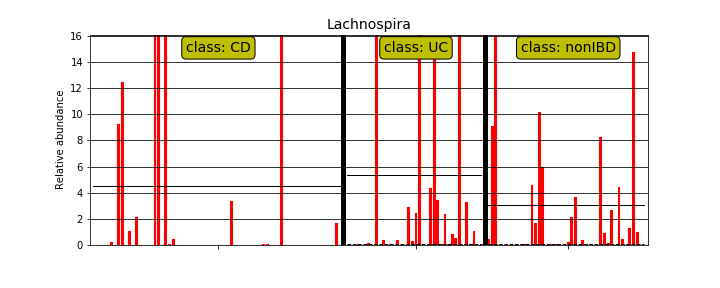 Lachnospira
class: CD
class: UC
class: nonIBD
Relative abundance
16
14
12
10
8
6
4
2
0